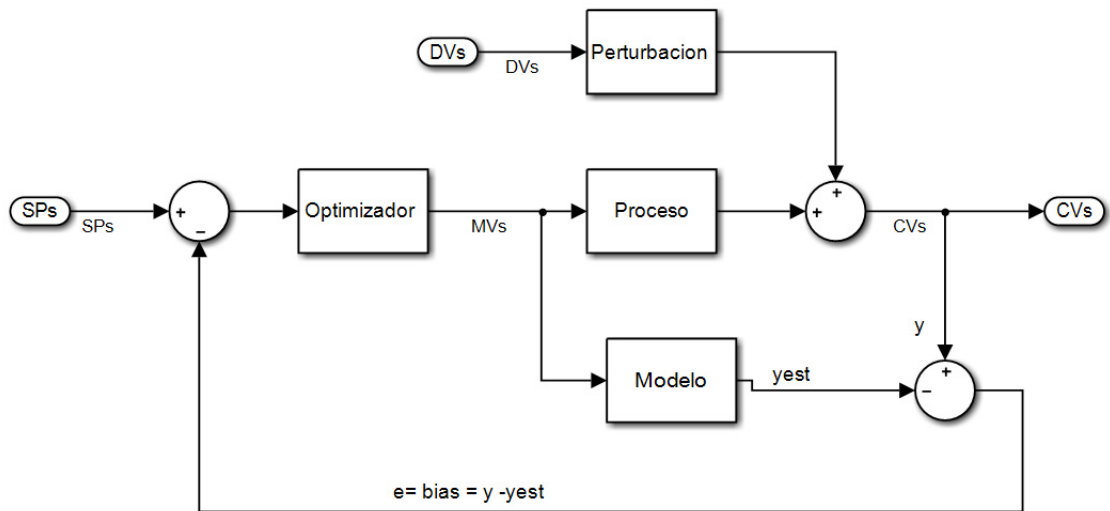 DVs
DVs
Perturbacion
+
SPs
SPs
+
−
Optimizador
MVs
Proceso
+
CVs
CVs
y
Modelo
yest
+
−
e= bias = y -yest